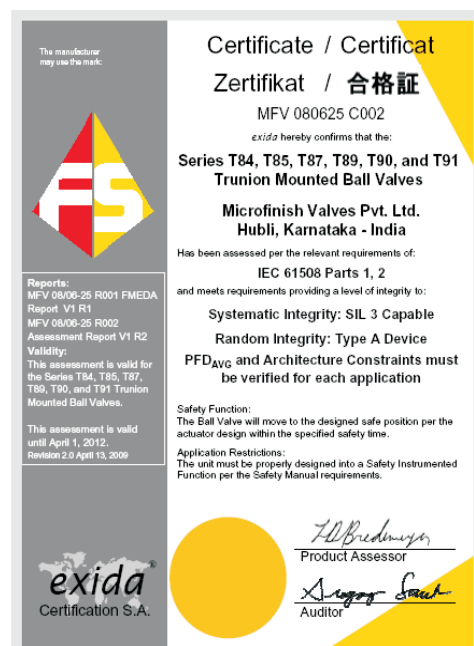 The manufacturer
may use the mark:
FS
Reports:
MFV 08/06-25 R001 FMEDA
Report V1 R1
MFV 08/06-25 R002
Assessment Report V1 R2
Validity:
This assessment is valid for
the Series T84, T85, T87,
T89, T90, and T91 Trunion
Mounted Ball Valves.
This assessment is valid
until April 1, 2012.
Revision 2.0 April 13, 2009
exida®
Certification S.A.
Certificate / Certificat
Zertifikat / 合格証
MFV 080625 C002
exida hereby confirms that the:
Series T84, T85, T87, T89, T90, and T91
Trunion Mounted Ball Valves
Microfinish Valves Pvt. Ltd.
Hubli, Karnataka - India
Has been assessed per the relevant requirements of:
IEC 61508 Parts 1, 2
and meets requirements providing a level of integrity to:
Systematic Integrity: SIL 3 Capable
Random Integrity: Type A Device
PFDAVG and Architecture Constraints must
be verified for each application
Safety Function:
The Ball Valve will move to the designed safe position per the
actuator design within the specified safety time.
Application Restrictions:
The unit must be properly designed into a Safety Instrumented
Function per the Safety Manual requirements.
Product Assessor
Auditor